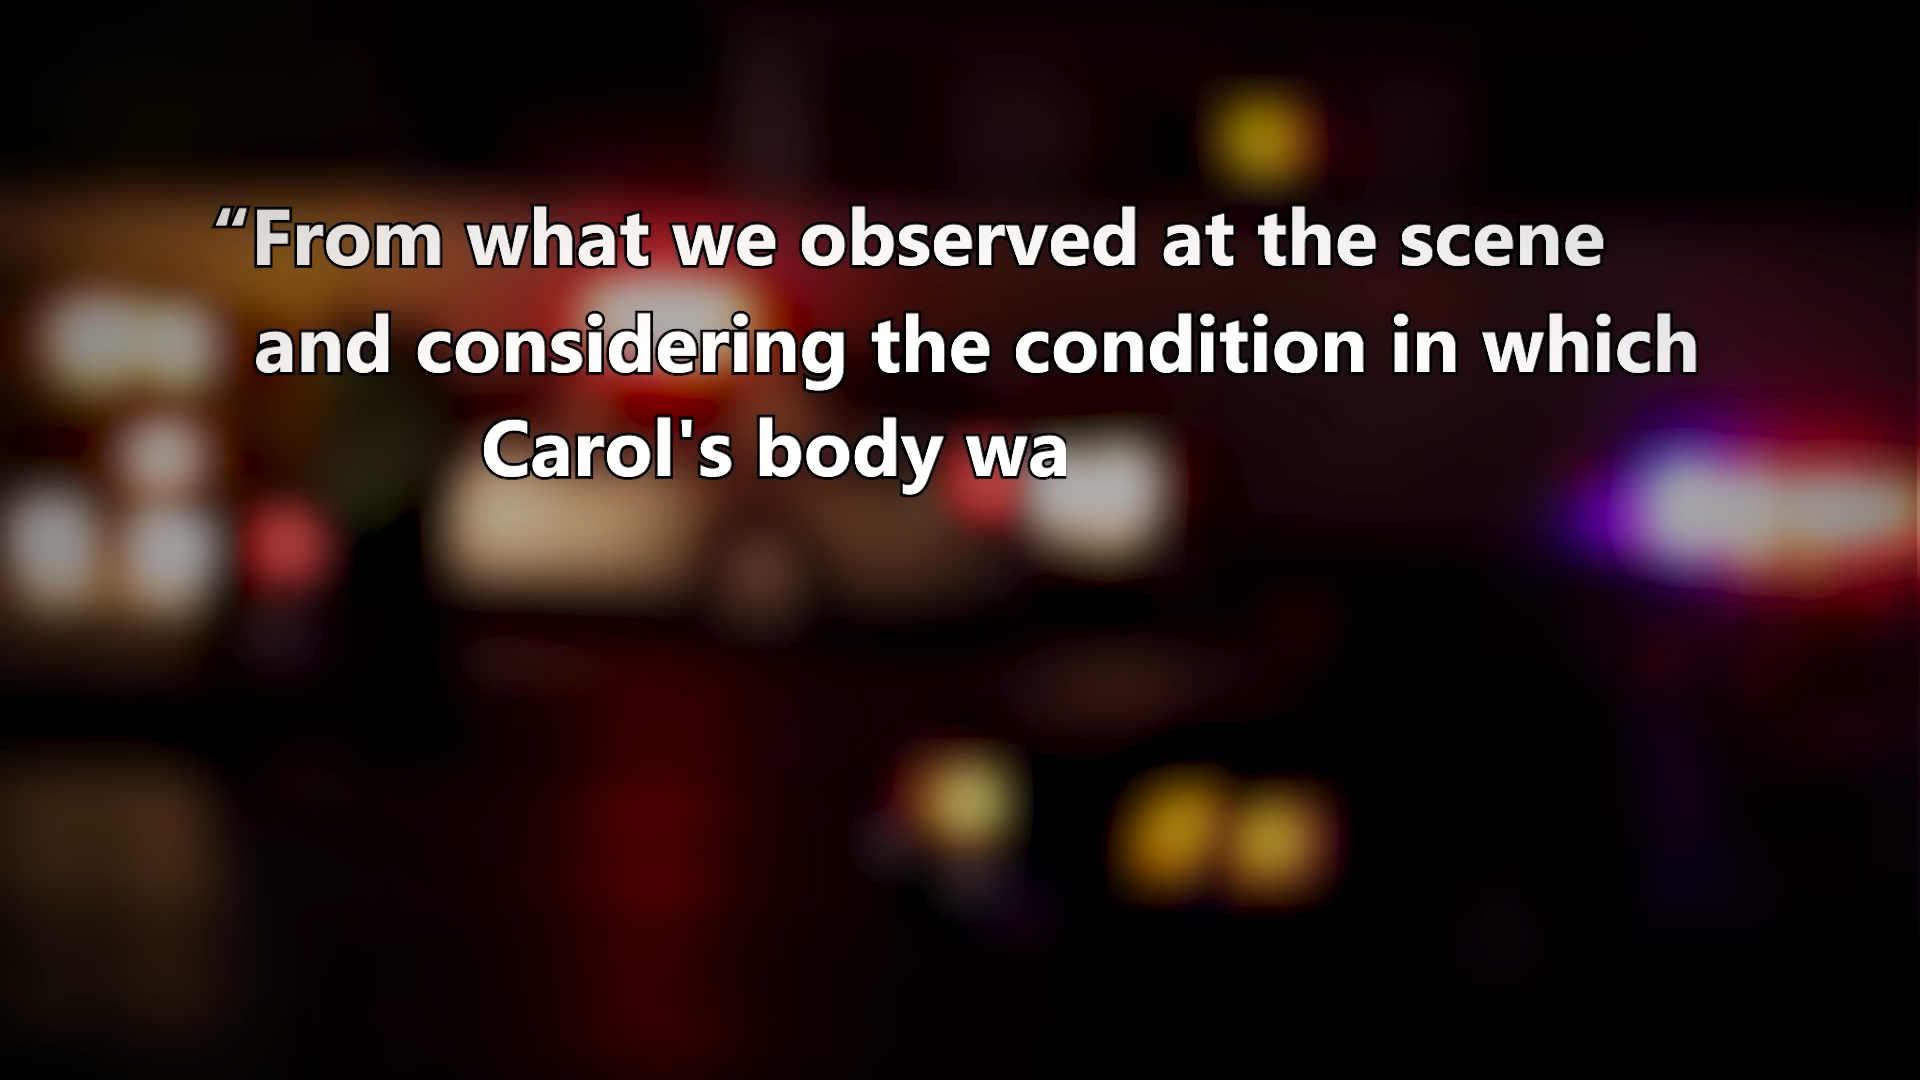 “From what we observed at the scene
and considering the condition in which
Carol's body wa